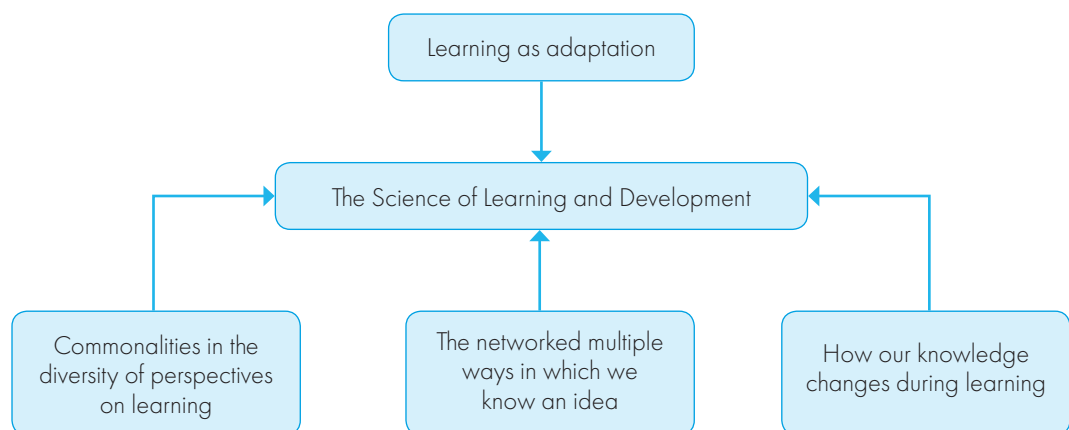 Learning as adaptation
The Science of Learning and Development
Commonalities in the
diversity of perspectives
on learning
The networked multiple
ways in which we
know an idea
How our knowledge
changes during learning